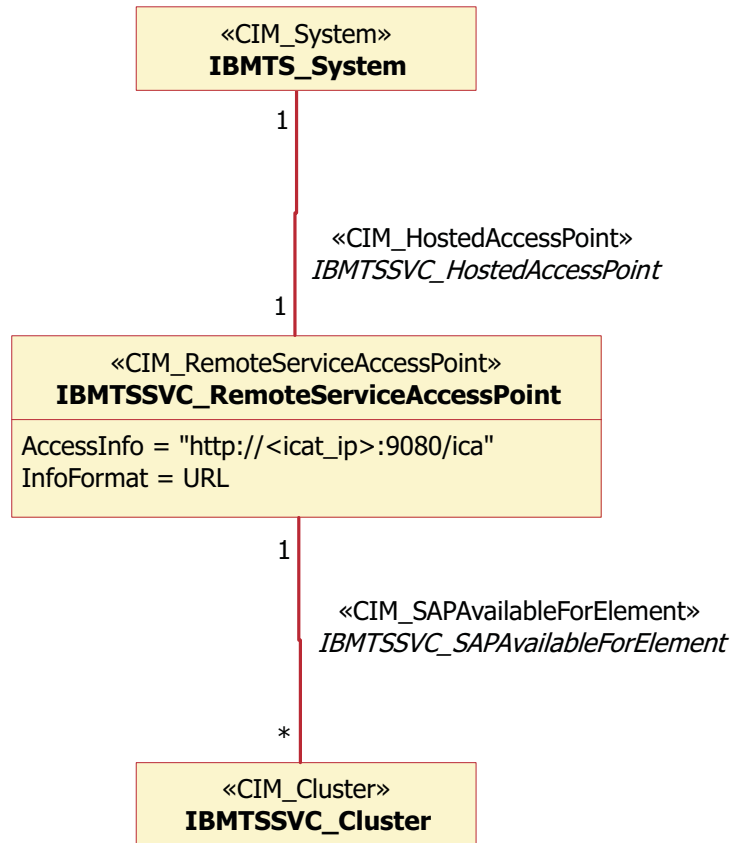 «CIM_System»
IBMTS_System
1
«CIM_HostedAccessPoint»
IBMTSSVC_HostedAccessPoint
1
«CIM_RemoteServiceAccessPoint»
IBMTSSVC_RemoteServiceAccessPoint
AccessInfo = "http://<icat_ip>:9080/ica"
InfoFormat = URL
1
«CIM_SAPAvailableForElement»
IBMTSSVC_SAPAvailableForElement
*
«CIM_Cluster»
IBMTSSVC_Cluster